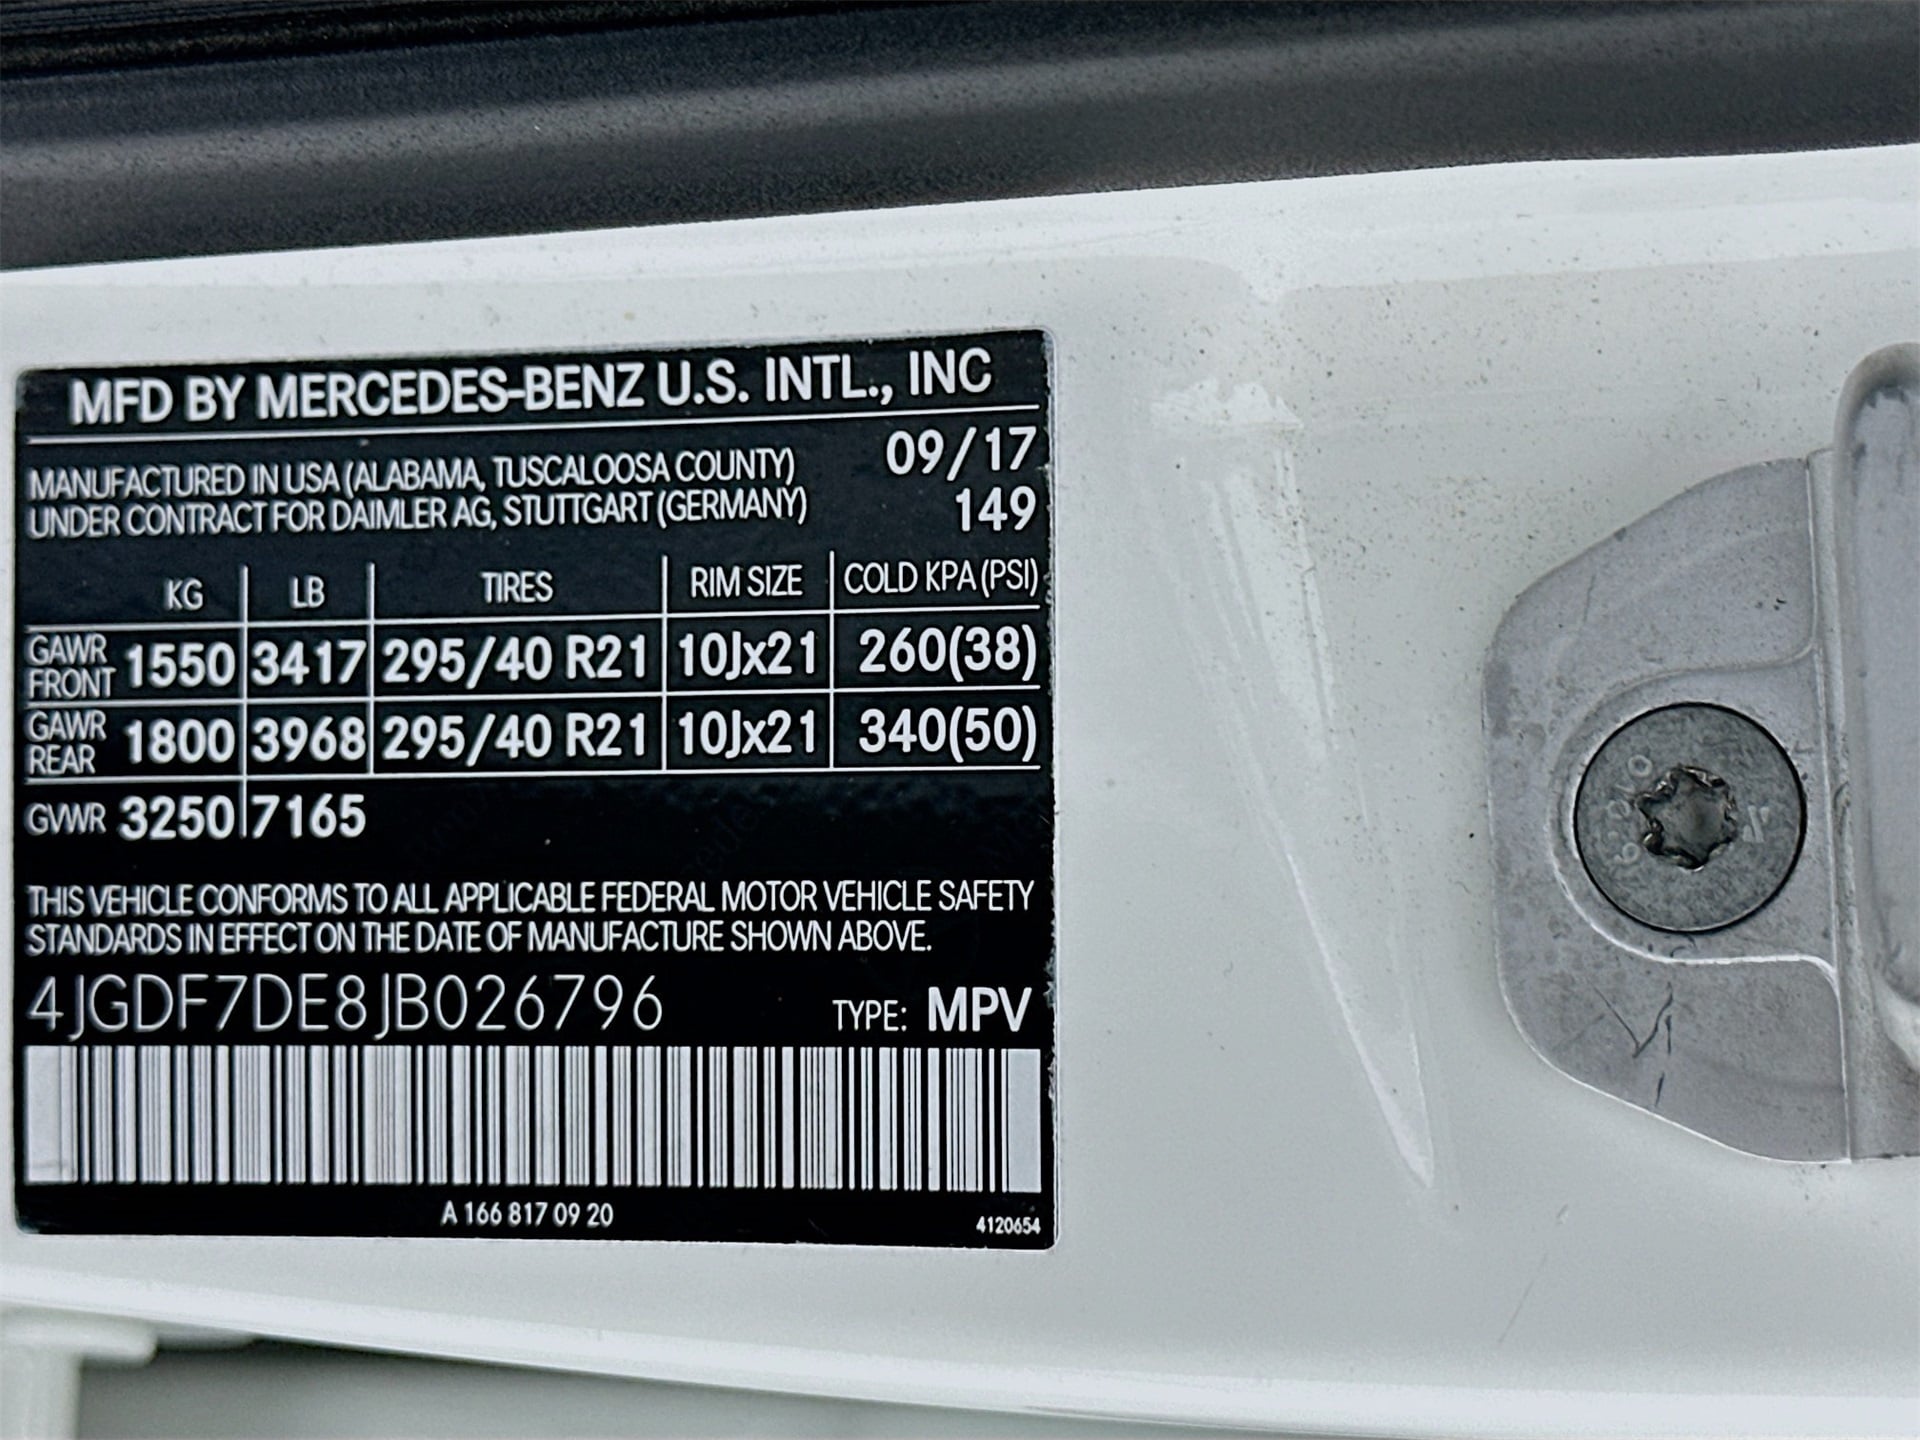 MFD BY MERCEDES-BENZ U.S. INTL., INC
MANUFACTURED IN USA (ALABAMA, TUSCALOOSA COUNTY) 09/17
UNDER CONTRACT FOR DAIMLER AG, STUTTGART (GERMANY) 149
KG LB TIRES RIM SIZE COLD KPA (PSI)
GAWR FRONT 1550 3417 295/40 R21 10Jx21 260(38)
GAWR REAR 1800 3968 295/40 R21 10Jx21 340(50)
GVWR 3250 7165
THIS VEHICLE CONFORMS TO ALL APPLICABLE FEDERAL MOTOR VEHICLE SAFETY
STANDARDS IN EFFECT ON THE DATE OF MANUFACTURE SHOWN ABOVE.
4JGDF7DE8JB026796 TYPE: MPV
A 166 817 09 20 4120654